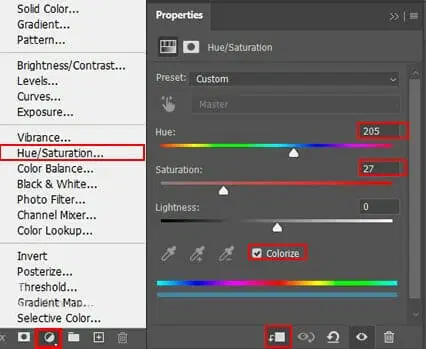 Solid Color...
Gradient...
Pattern...
Brightness/Contrast...
Levels...
Curves...
Exposure...
Vibrance...
Hue/Saturation...
Color Balance...
Black & White...
Photo Filter...
Channel Mixer...
Color Lookup...
Invert
Posterize...
Threshold...
Gradient Map...
Selective Color...
Properties
Hue/Saturation
Preset: Custom
Master
Hue: 205
Saturation: 27
Lightness: 0
Colorize